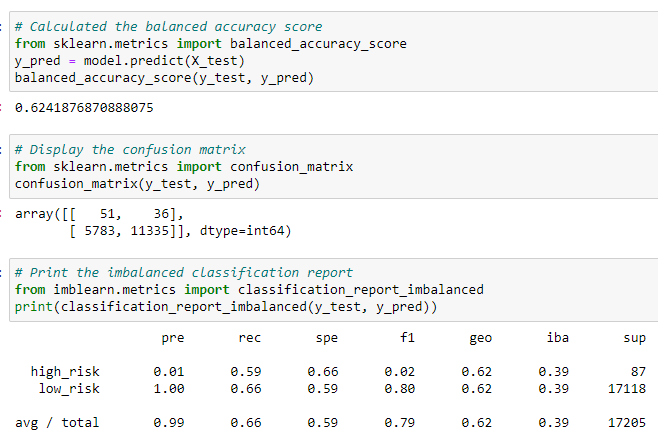 # Calculated the balanced accuracy score
from sklearn.metrics import balanced_accuracy_score
y_pred = model.predict(X_test)
balanced_accuracy_score(y_test, y_pred)
0.6241876870888075
# Display the confusion matrix
from sklearn.metrics import confusion_matrix
confusion_matrix(y_test, y_pred)
array([[   51,    36],
       [ 5783, 11335]], dtype=int64)
# Print the imbalanced classification report
from imblearn.metrics import classification_report_imbalanced
print(classification_report_imbalanced(y_test, y_pred))
pre rec spe f1 geo iba sup
high_risk 0.01 0.59 0.66 0.02 0.62 0.39 87
low_risk 1.00 0.66 0.59 0.80 0.62 0.39 17118
avg / total 0.99 0.66 0.59 0.79 0.62 0.39 17205